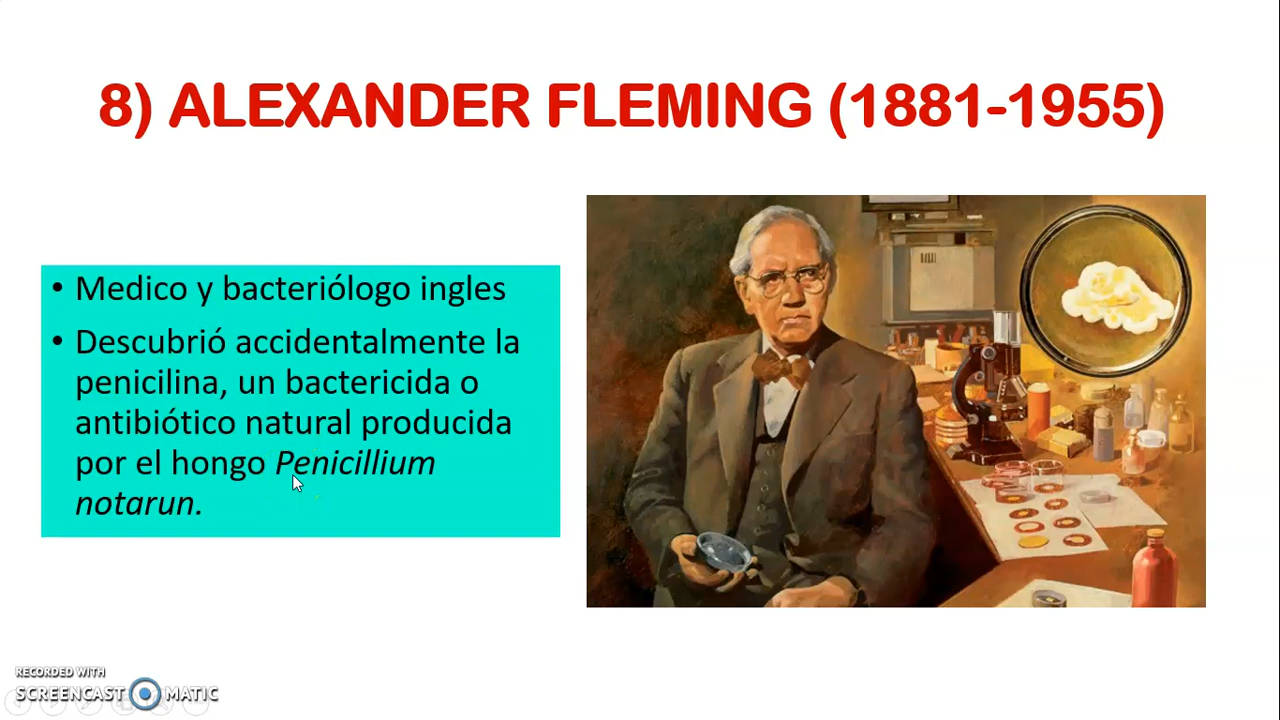 8) ALEXANDER FLEMING (1881-1955)
• Medico y bacteriólogo ingles
• Descubrió accidentalmente la
penicilina, un bactericida o
antibiótico natural producida
por el hongo Penicillium
notarun.
RECORDED WITH
SCREENCAST MATIC